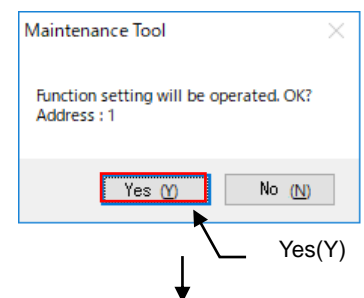 Maintenance Tool
Function setting will be operated. OK?
Address : 1
Yes (Y)
No (N)
Yes(Y)